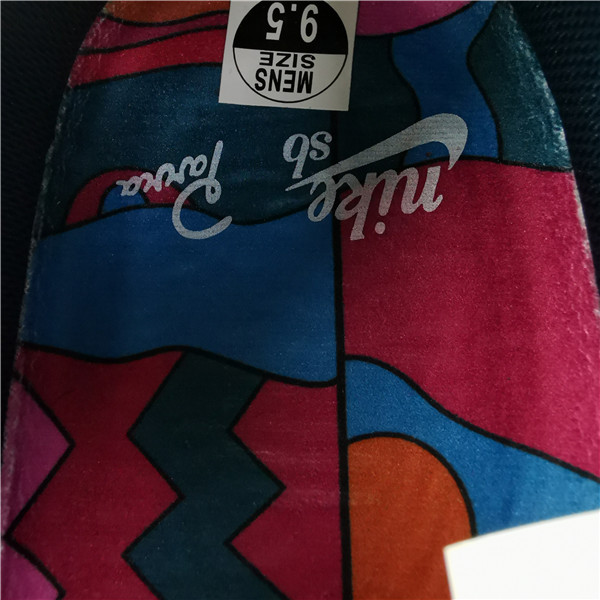 MENS
SIZE
9.5
nike
sb
Parra